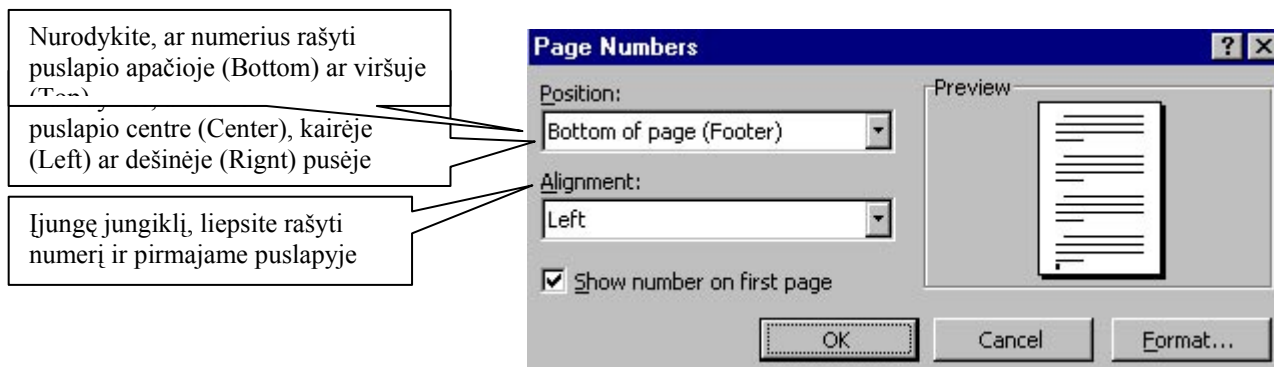 Nurodykite, ar numerius rašyti
puslapio apačioje (Bottom) ar viršuje
(Top)
puslapio centre (Center), kairėje
(Left) ar dešinėje (Rignt) pusėje
Įjungę jungiklį, liepsite rašyti
numerį ir pirmajame puslapyje
Page Numbers
Position:
Bottom of page (Footer)
Alignment:
Left
Show number on first page
Preview
OK
Cancel
Format...